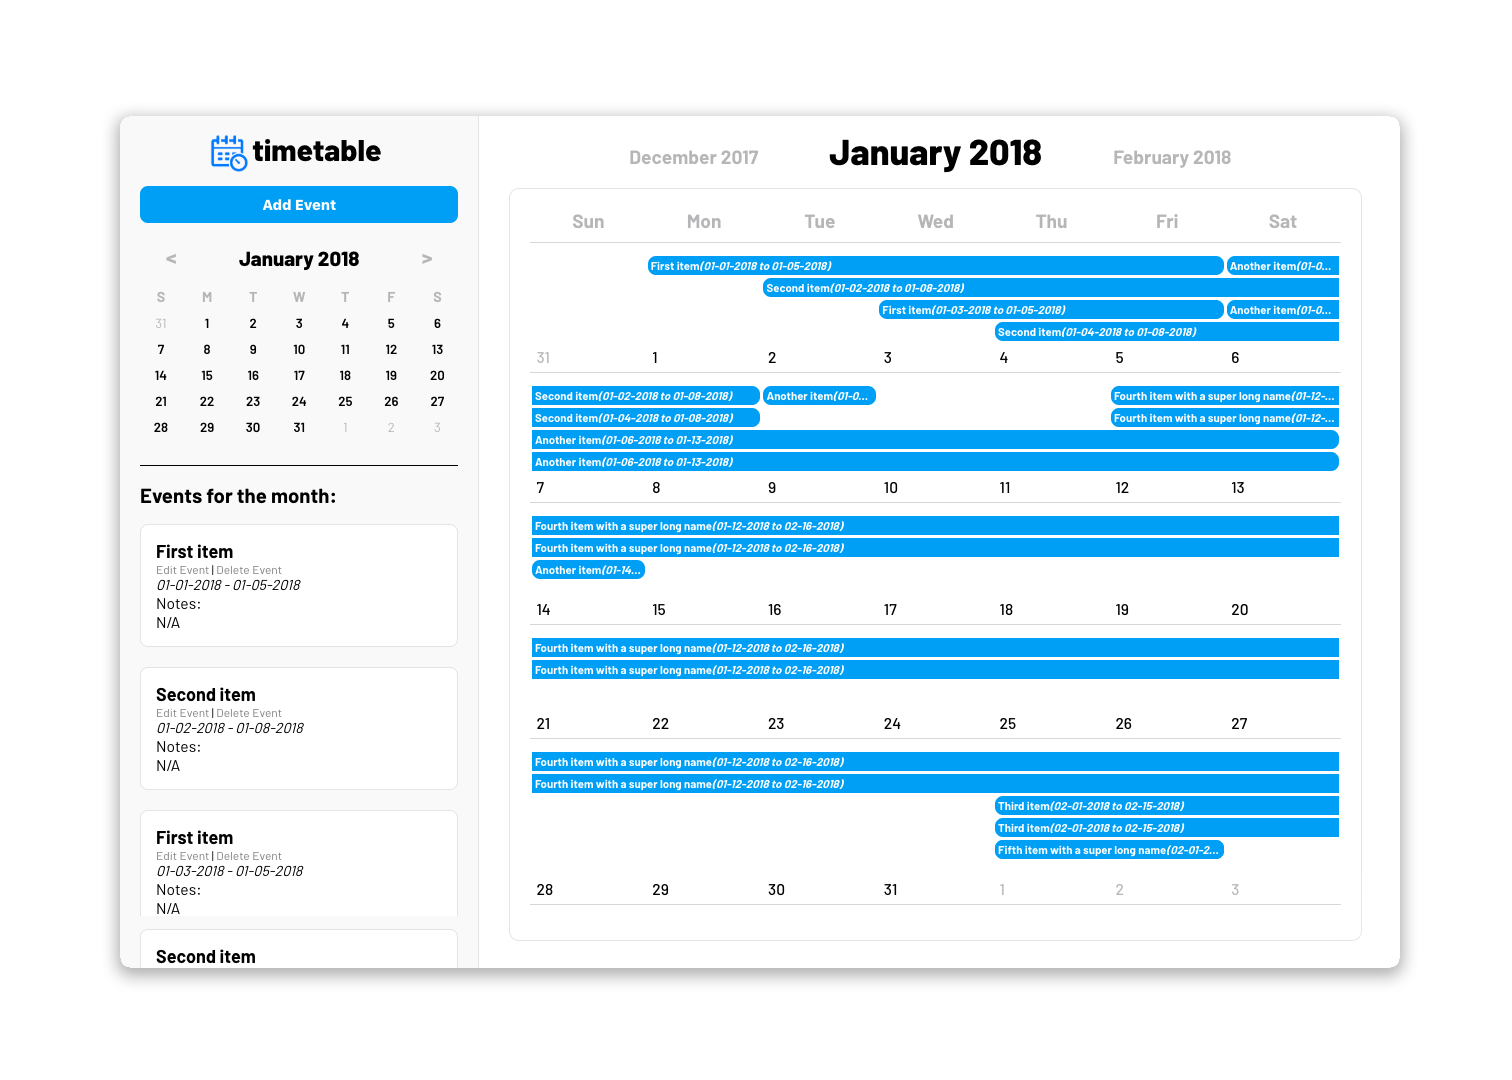 timetable
Add Event
< January 2018 >
S M T W T F S
31 1 2 3 4 5 6
7 8 9 10 11 12 13
14 15 16 17 18 19 20
21 22 23 24 25 26 27
28 29 30 31 1 2 3
Events for the month:
First item
Edit Event | Delete Event
01-01-2018 - 01-05-2018
Notes:
N/A
Second item
Edit Event | Delete Event
01-02-2018 - 01-08-2018
Notes:
N/A
First item
Edit Event | Delete Event
01-03-2018 - 01-05-2018
Notes:
N/A
Second item
December 2017 January 2018 February 2018
Sun Mon Tue Wed Thu Fri Sat
First item(01-01-2018 to 01-05-2018) Another item(01-0...
Second item(01-02-2018 to 01-08-2018)
First item(01-03-2018 to 01-05-2018) Another item(01-0...
Second item(01-04-2018 to 01-08-2018)
31 1 2 3 4 5 6
Second item(01-02-2018 to 01-08-2018) Another item(01-0... Fourth item with a super long name(01-12-...
Second item(01-04-2018 to 01-08-2018) Fourth item with a super long name(01-12-...
Another item(01-06-2018 to 01-13-2018)
Another item(01-06-2018 to 01-13-2018)
7 8 9 10 11 12 13
Fourth item with a super long name(01-12-2018 to 02-16-2018)
Fourth item with a super long name(01-12-2018 to 02-16-2018)
Another item(01-14...
14 15 16 17 18 19 20
Fourth item with a super long name(01-12-2018 to 02-16-2018)
Fourth item with a super long name(01-12-2018 to 02-16-2018)
21 22 23 24 25 26 27
Fourth item with a super long name(01-12-2018 to 02-16-2018)
Fourth item with a super long name(01-12-2018 to 02-16-2018)
Third item(02-01-2018 to 02-15-2018)
Third item(02-01-2018 to 02-15-2018)
Fifth item with a super long name(02-01-2...
28 29 30 31 1 2 3